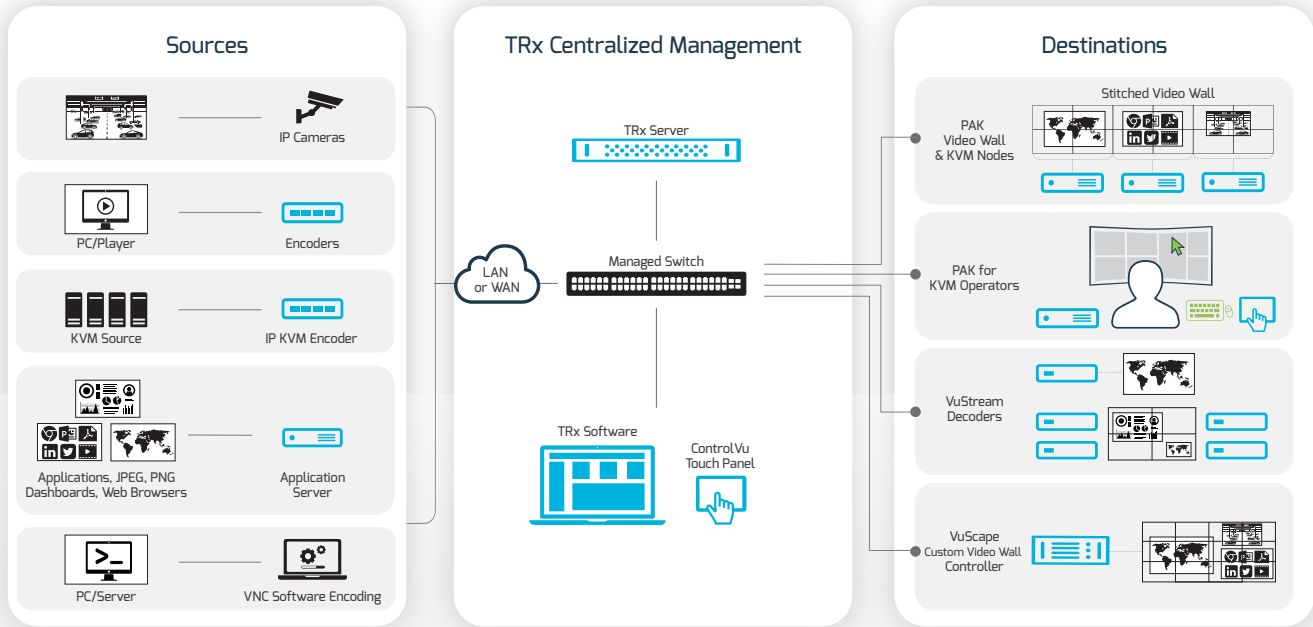 Sources
IP Cameras
PC/Player
Encoders
KVM Source
IP KVM Encoder
in
Applications, JPEG, PNG
Dashboards, Web Browsers
Application
Server
>_
PC/Server
VNC Software Encoding
TRx Centralized Management
TRx Server
LAN
or WAN
Managed Switch
TRx Software
ControlVu
Touch Panel
Destinations
PAK
Video Wall
& KVM Nodes
Stitched Video Wall
in
PAK for
KVM Operators
VuStream
Decoders
VuScape
Custom Video Wall
Controller
in